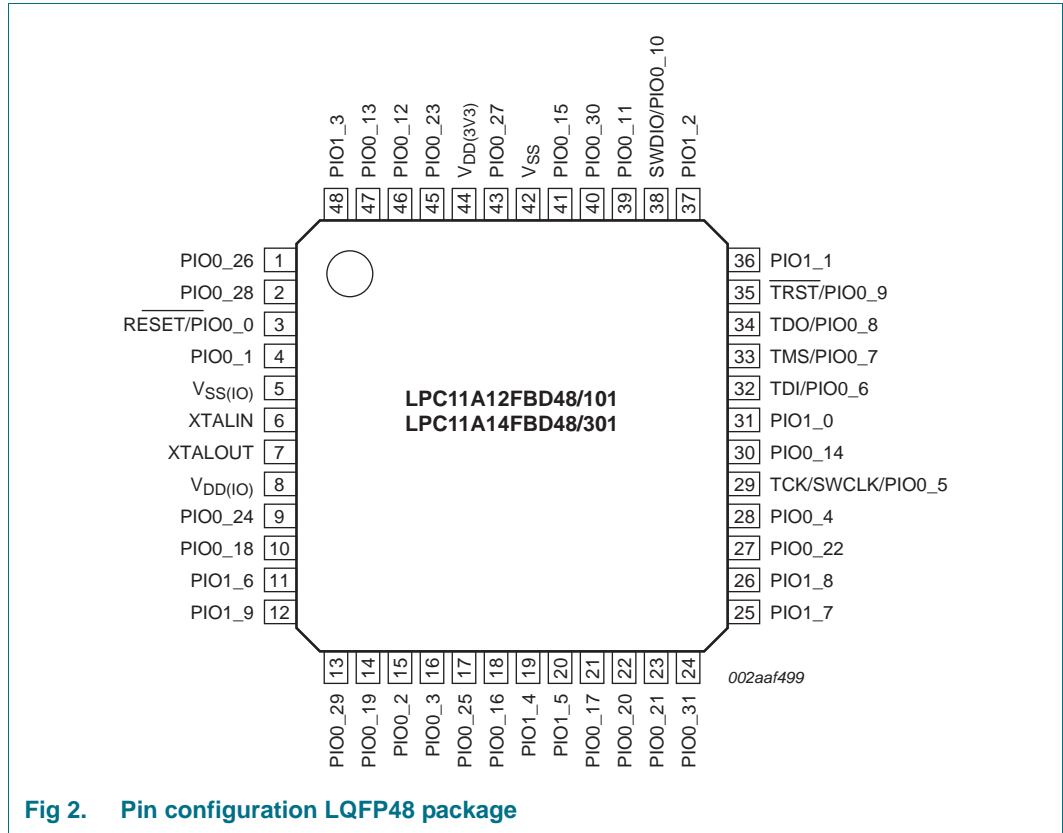 PIO1_3
PIO0_13
PIO0_12
PIO0_23
VDD(3V3)
PIO0_27
VSS
PIO0_15
PIO0_30
PIO0_11
SWDIO/PIO0_10
PIO1_2
48
47
46
45
44
43
42
41
40
39
38
37
PIO0_26 1
PIO0_28 2
RESET/PIO0_0 3
PIO0_1 4
VSS(IO) 5
XTALIN 6
XTALOUT 7
VDD(IO) 8
PIO0_24 9
PIO0_18 10
PIO1_6 11
PIO1_9 12
LPC11A12FBD48/101
LPC11A14FBD48/301
36 PIO1_1
35 TRST/PIO0_9
34 TDO/PIO0_8
33 TMS/PIO0_7
32 TDI/PIO0_6
31 PIO1_0
30 PIO0_14
29 TCK/SWCLK/PIO0_5
28 PIO0_4
27 PIO0_22
26 PIO1_8
25 PIO1_7
13
14
15
16
17
18
19
20
21
22
23
24
PIO0_29
PIO0_19
PIO0_2
PIO0_3
PIO0_25
PIO0_16
PIO1_4
PIO1_5
PIO0_17
PIO0_20
PIO0_21
PIO0_31
002aaf499
Fig 2. Pin configuration LQFP48 package